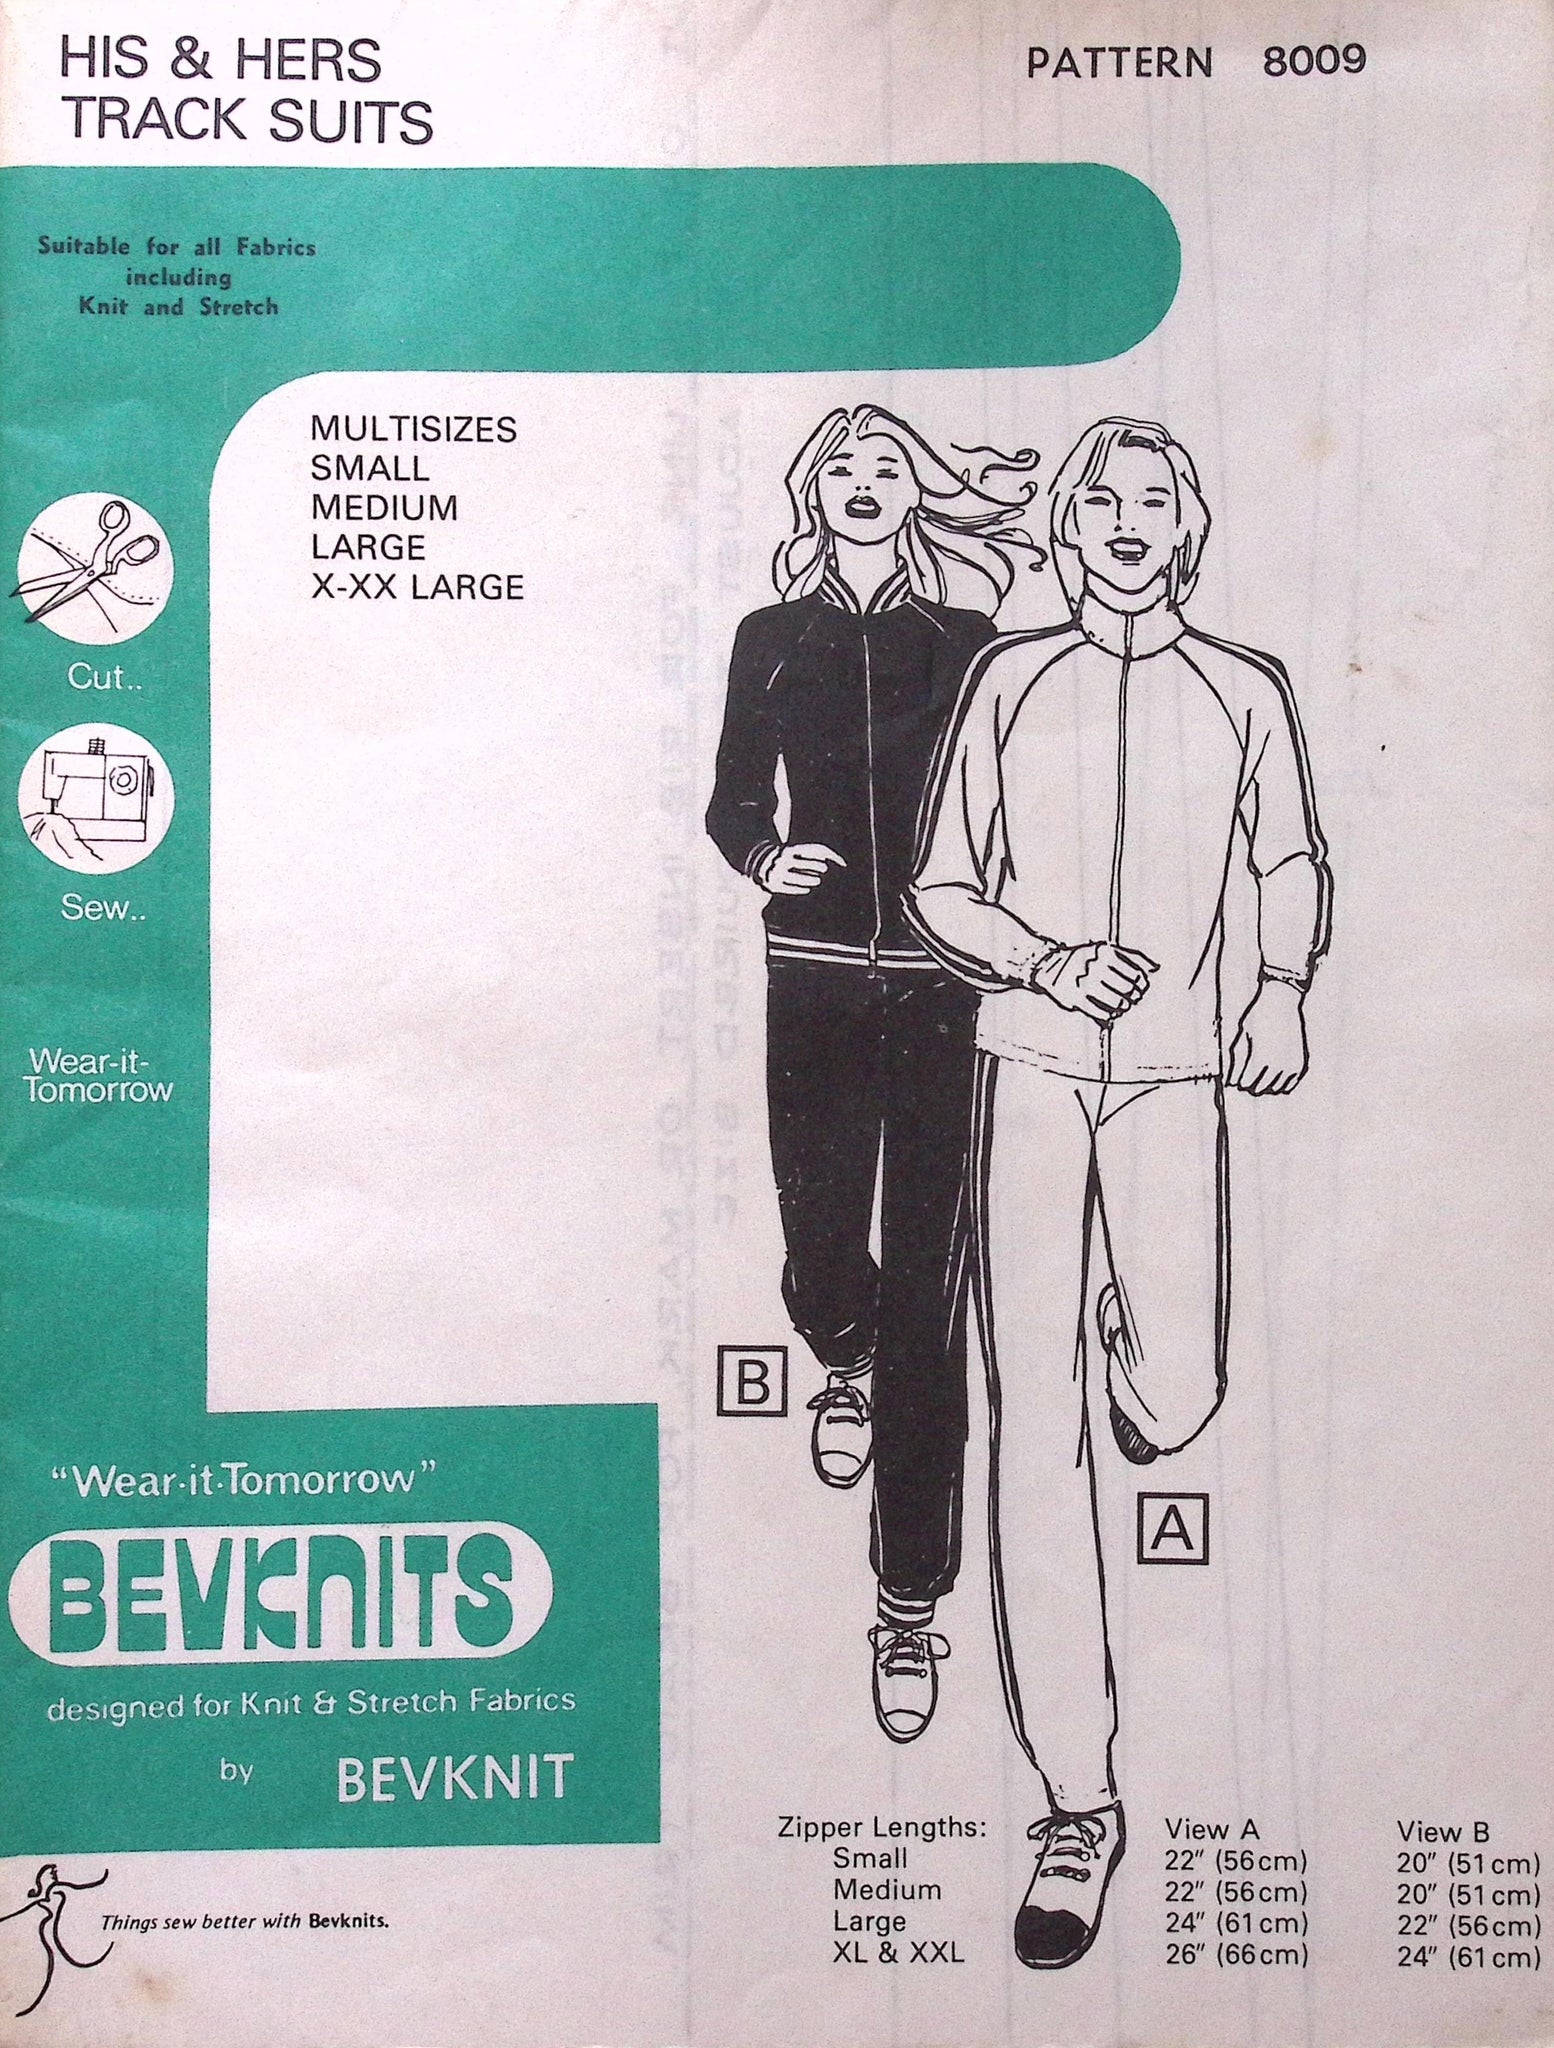 HIS & HERS
TRACK SUITS
PATTERN 8009
Suitable for all Fabrics
including
Knit and Stretch
MULTISIZES
SMALL
MEDIUM
LARGE
X-XX LARGE
Cut..
Sew..
Wear-it-
Tomorrow
B
A
"Wear·it·Tomorrow"
BEVKNITS
designed for Knit & Stretch Fabrics
by BEVKNIT
Things sew better with Bevknits.
Zipper Lengths: View A View B
Small 22" (56cm) 20" (51cm)
Medium 22" (56cm) 20" (51cm)
Large 24" (61cm) 22" (56cm)
XL & XXL 26" (66cm) 24" (61cm)